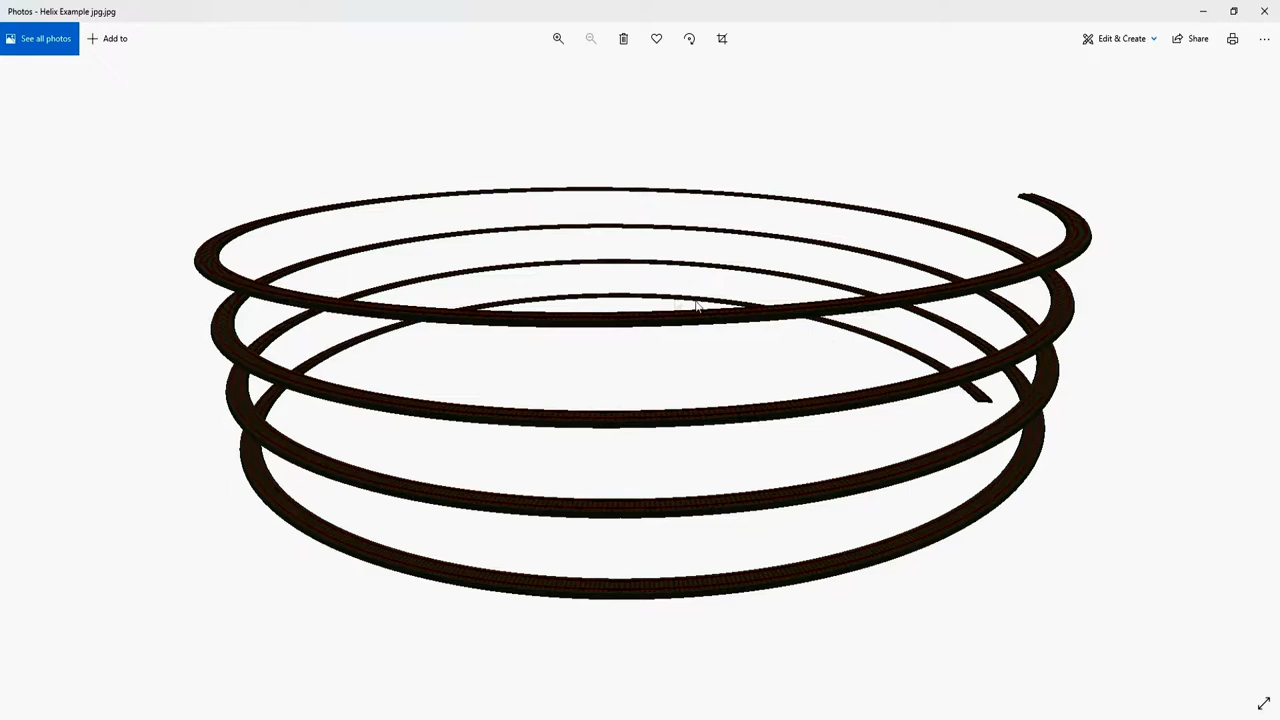 Photos - Helix Example jpg.jpg
See all photos
Add to
Edit & Create
Share